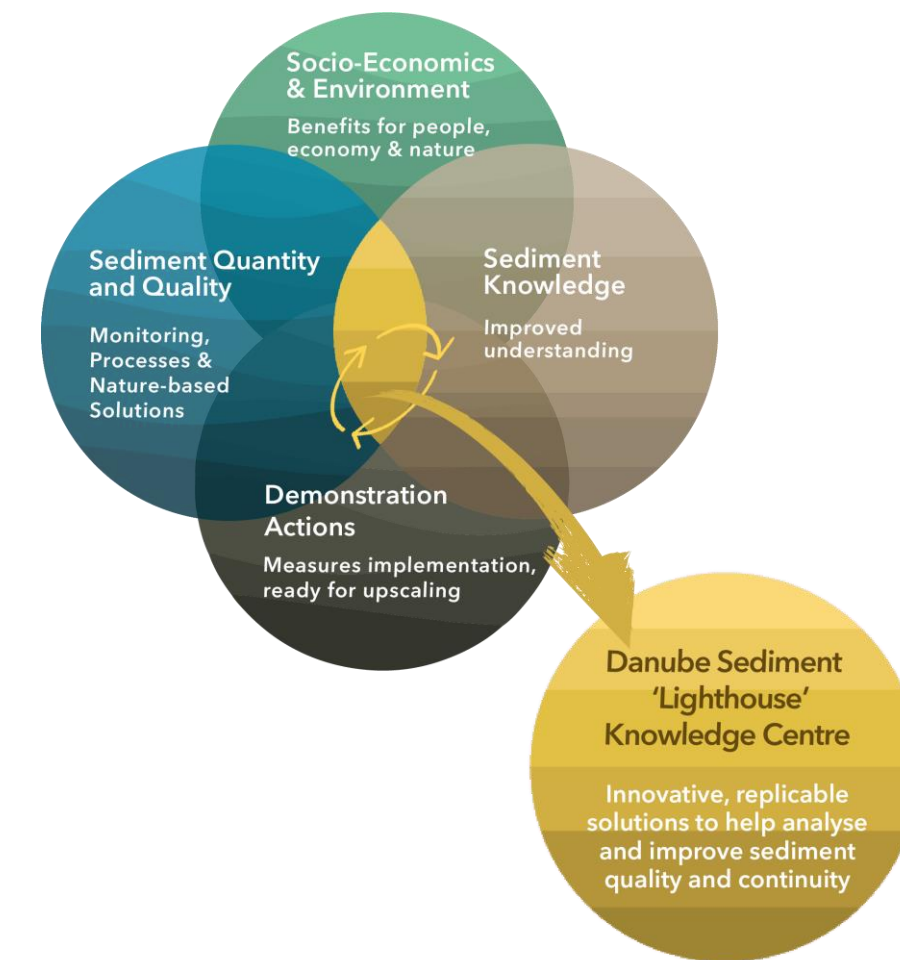 Socio-Economics
& Environment
Benefits for people,
economy & nature
Sediment Quantity
and Quality
Monitoring,
Processes &
Nature-based
Solutions
Sediment
Knowledge
Improved
understanding
Demonstration
Actions
Measures implementation,
ready for upscaling
Danube Sediment
'Lighthouse'
Knowledge Centre
Innovative, replicable
solutions to help analyse
and improve sediment
quality and continuity